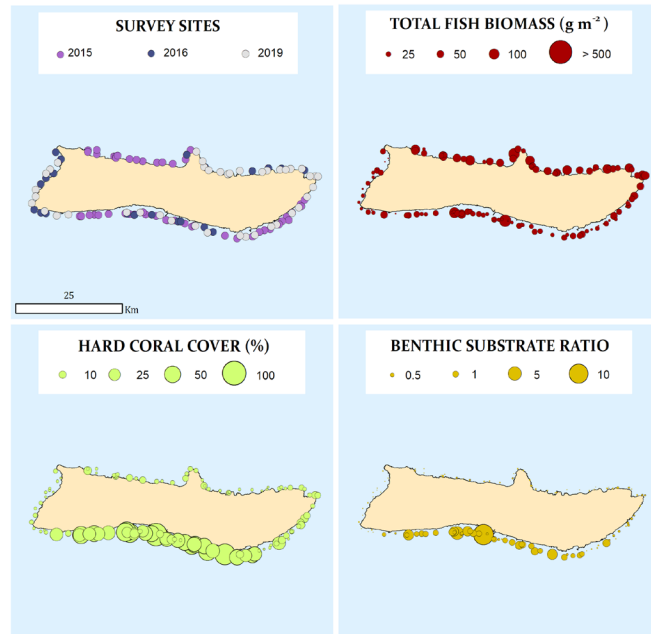 SURVEY SITES
2015 2016 2019
25
Km
TOTAL FISH BIOMASS (g m⁻²)
25 50 100 > 500
HARD CORAL COVER (%)
10 25 50 100
BENTHIC SUBSTRATE RATIO
0.5 1 5 10